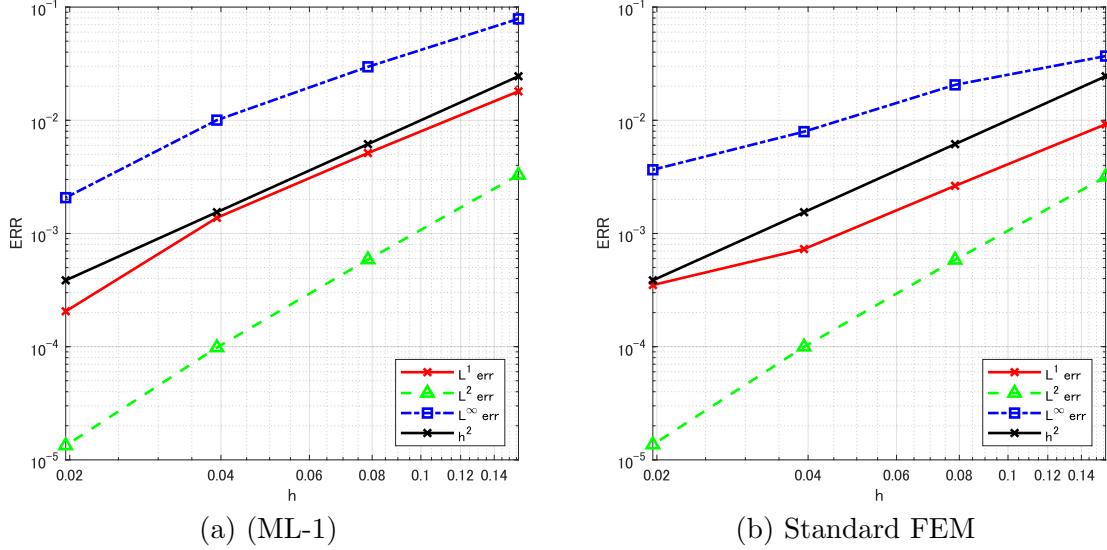 10^-1
10^-2
10^-3
10^-4
10^-5
ERR
0.02 0.04 0.06 0.08 0.1 0.12 0.14
h
L^1 err
L^2 err
L^∞ err
h^2
(a) (ML-1)
10^-1
10^-2
10^-3
10^-4
10^-5
ERR
0.02 0.04 0.06 0.08 0.1 0.12 0.14
h
L^1 err
L^2 err
L^∞ err
h^2
(b) Standard FEM